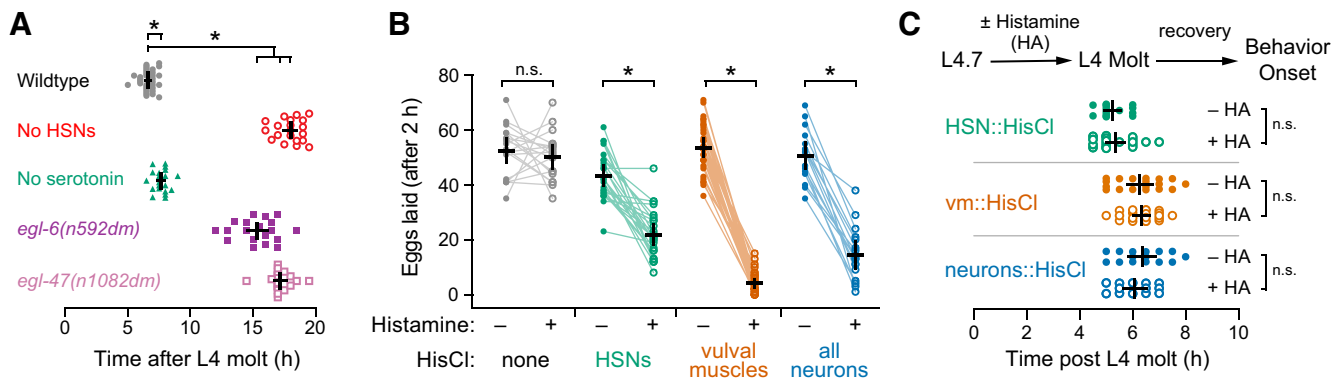 A
*
*
Wildtype
No HSNs
No serotonin
egl-6(n592dm)
egl-47(n1082dm)
0 5 10 15 20
Time after L4 molt (h)
B
n.s. * * *
Eggs laid (after 2 h)
80
60
40
20
0
Histamine: – + – + – + – +
HisCl: none HSNs vulval muscles all neurons
C
± Histamine (HA)
recovery
L4.7 L4 Molt Behavior Onset
HSN::HisCl
– HA
+ HA
n.s.
vm::HisCl
– HA
+ HA
n.s.
neurons::HisCl
– HA
+ HA
n.s.
0 2 4 6 8 10
Time post L4 molt (h)